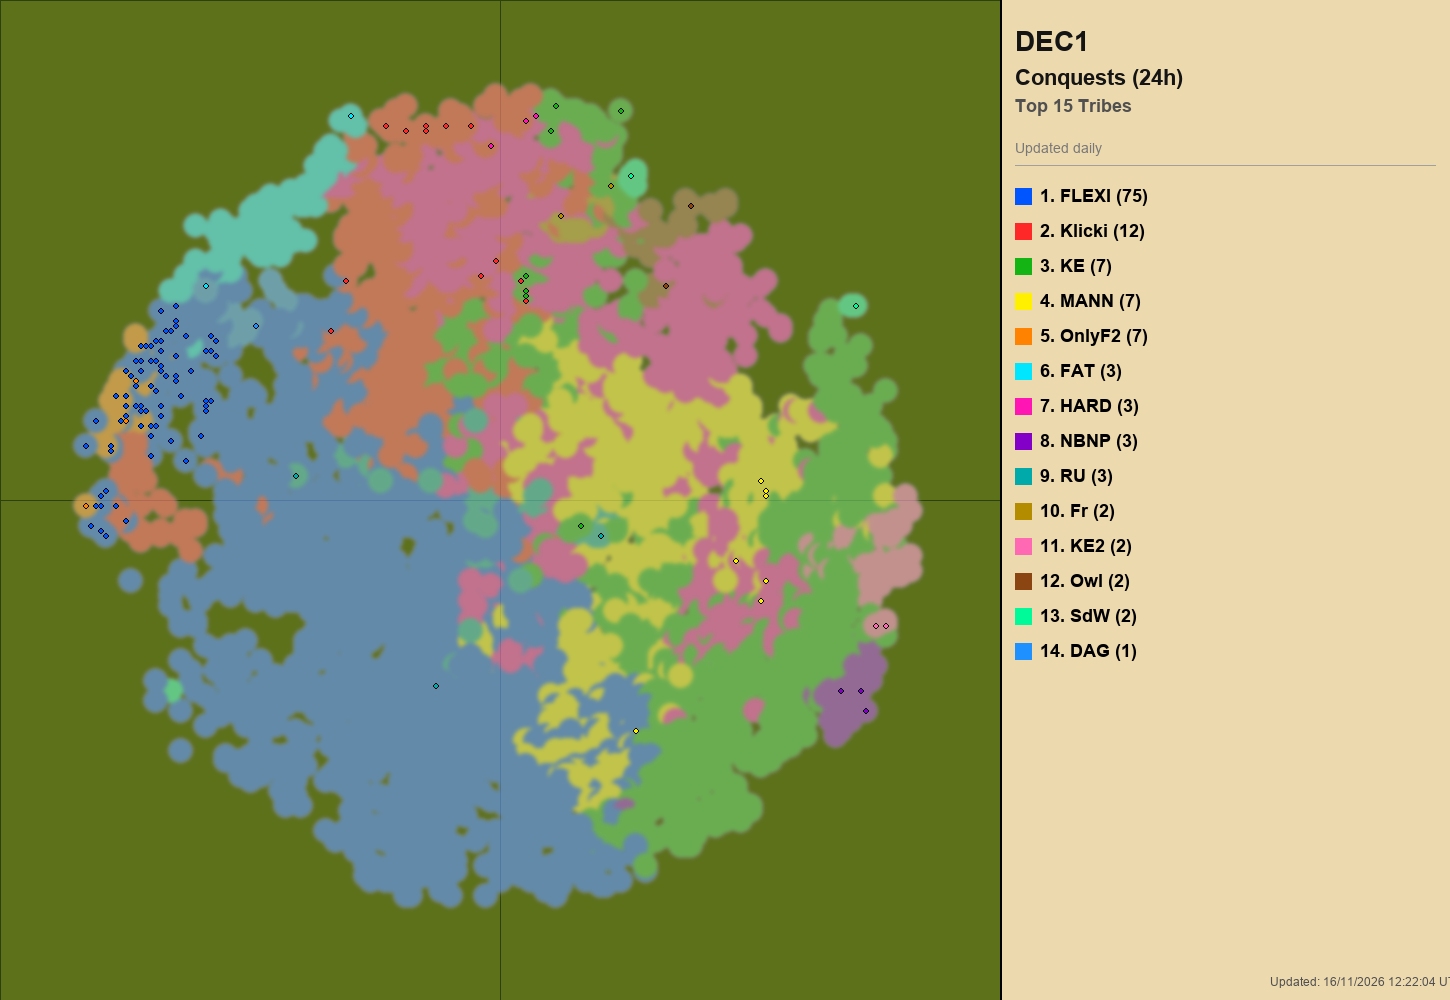 DEC1
Conquests (24h)
Top 15 Tribes
Updated daily
1. FLEXI (75)
2. Klicki (12)
3. KE (7)
4. MANN (7)
5. OnlyF2 (7)
6. FAT (3)
7. HARD (3)
8. NBNP (3)
9. RU (3)
10. Fr (2)
11. KE2 (2)
12. Owl (2)
13. SdW (2)
14. DAG (1)
Updated: 16/11/2026 12:22:04 U